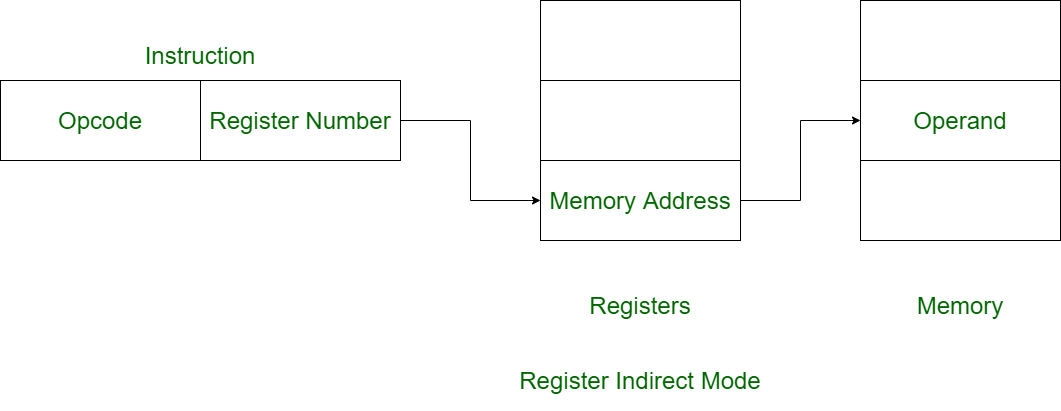 Instruction
Opcode
Register Number
Operand
Memory Address
Registers
Memory
Register Indirect Mode